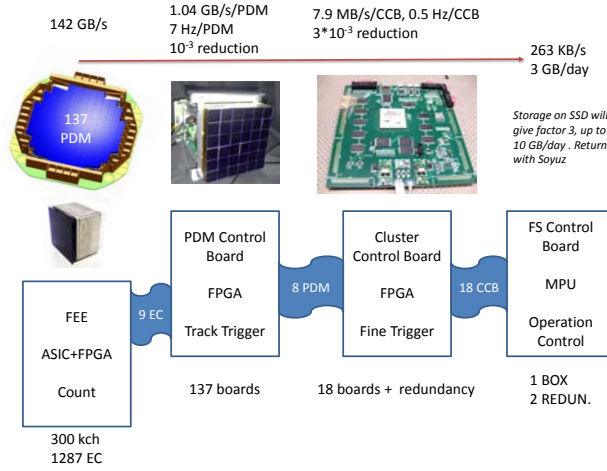 142 GB/s
1.04 GB/s/PDM
7 Hz/PDM
10-3 reduction
7.9 MB/s/CCB, 0.5 Hz/CCB
3*10-3 reduction
263 KB/s
3 GB/day
137
PDM
Storage on SSD will
give factor 3, up to
10 GB/day . Return
with Soyuz
FEE
ASIC+FPGA
Count
9 EC
PDM Control
Board
FPGA
Track Trigger
8 PDM
Cluster
Control Board
FPGA
Fine Trigger
18 CCB
FS Control
Board
MPU
Operation
Control
137 boards
18 boards + redundancy
1 BOX
2 REDUN.
300 kch
1287 EC